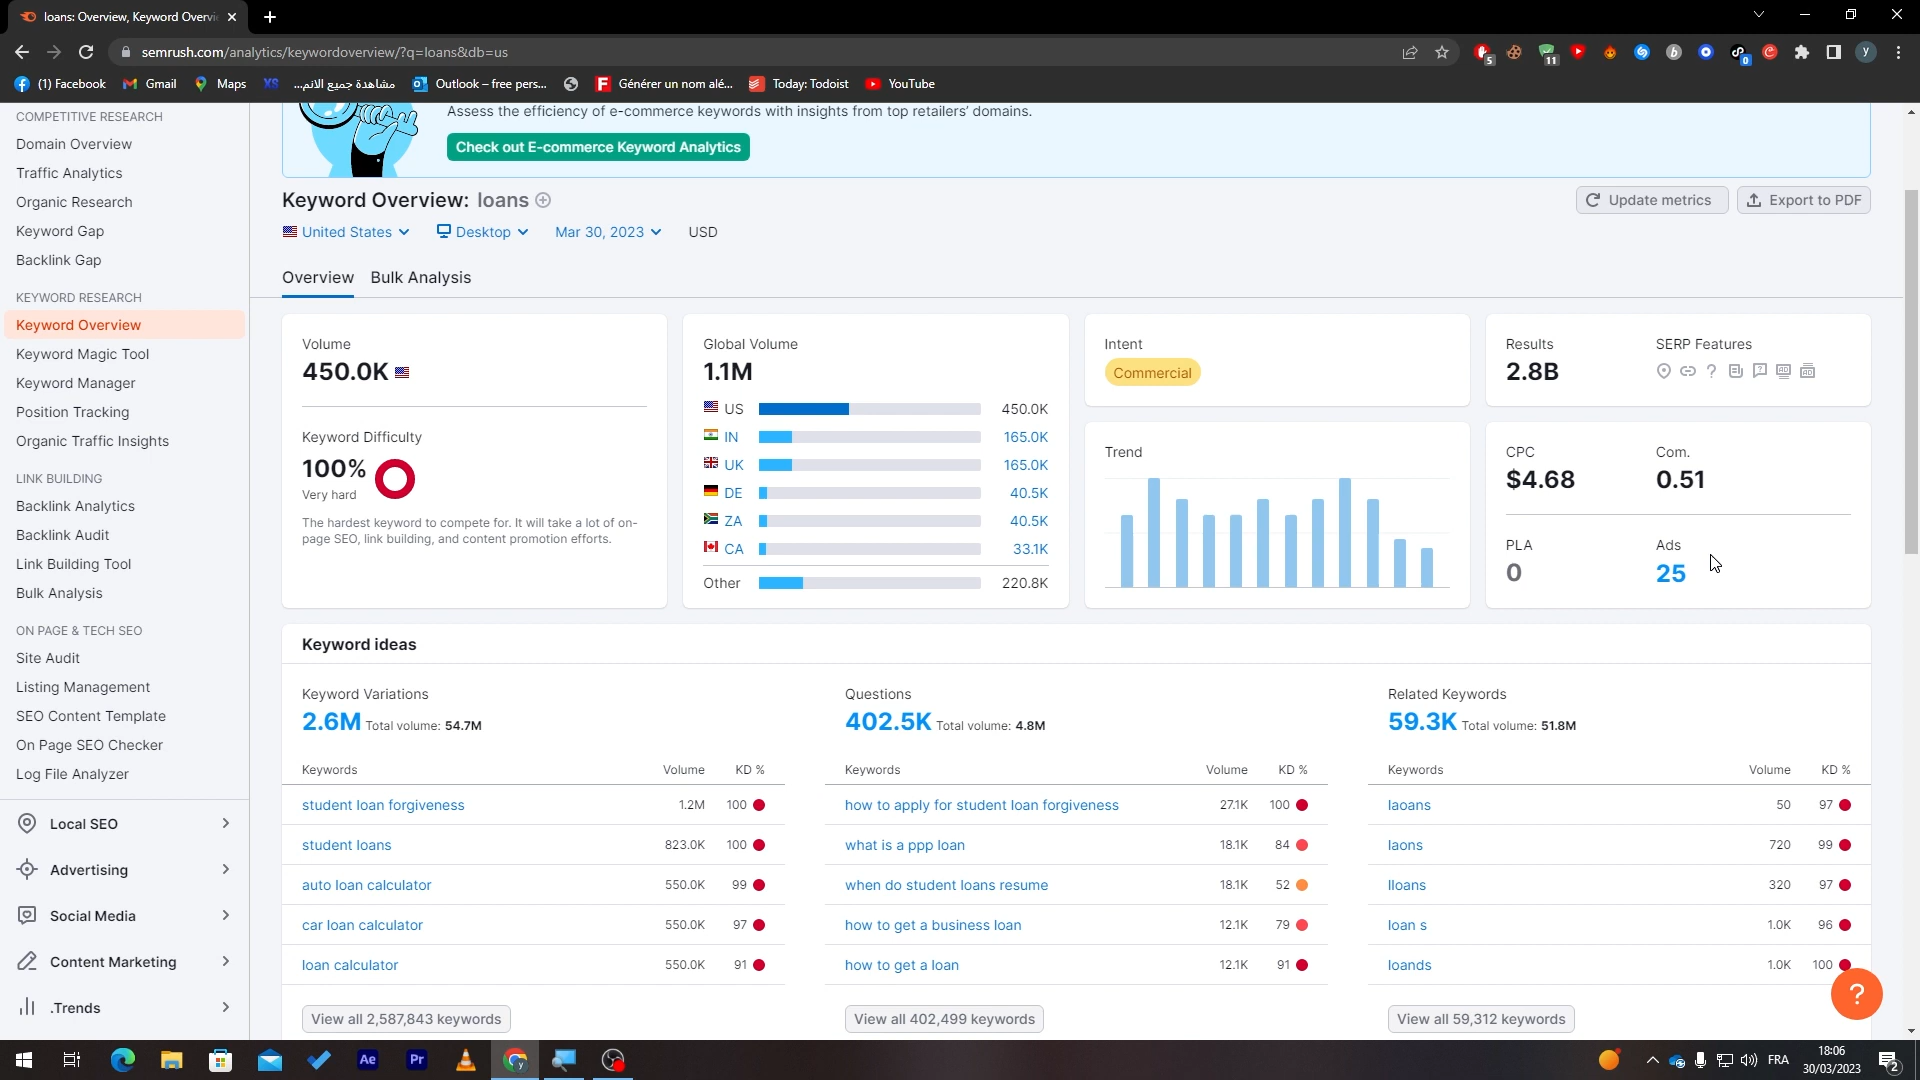 loans: Overview, Keyword Overvi
semrush.com/analytics/keywordoverview/?q=loans&db=us
5
11
0
y
(1) Facebook
Gmail
Maps
XS
مشاهدة جميع الانم...
Outlook – free pers...
Générer un nom alé...
Today: Todoist
YouTube
COMPETITIVE RESEARCH
Domain Overview
Traffic Analytics
Organic Research
Keyword Gap
Backlink Gap
KEYWORD RESEARCH
Keyword Overview
Keyword Magic Tool
Keyword Manager
Position Tracking
Organic Traffic Insights
LINK BUILDING
Backlink Analytics
Backlink Audit
Link Building Tool
Bulk Analysis
ON PAGE & TECH SEO
Site Audit
Listing Management
SEO Content Template
On Page SEO Checker
Log File Analyzer
Local SEO
Advertising
Social Media
Content Marketing
.Trends
Assess the efficiency of e-commerce keywords with insights from top retailers’ domains.
Check out E-commerce Keyword Analytics
Keyword Overview: loans
Update metrics
Export to PDF
United States
Desktop
Mar 30, 2023
USD
Overview
Bulk Analysis
Volume
450.0K
Keyword Difficulty
100%
Very hard
The hardest keyword to compete for. It will take a lot of on-
page SEO, link building, and content promotion efforts.
Global Volume
1.1M
US 450.0K
IN 165.0K
UK 165.0K
DE 40.5K
ZA 40.5K
CA 33.1K
Other 220.8K
Intent
Commercial
Trend
Results
2.8B
SERP Features
CPC
$4.68
Com.
0.51
PLA
0
Ads
25
Keyword ideas
Keyword Variations
2.6M Total volume: 54.7M
Keywords Volume KD %
student loan forgiveness 1.2M 100
student loans 823.0K 100
auto loan calculator 550.0K 99
car loan calculator 550.0K 97
loan calculator 550.0K 91
View all 2,587,843 keywords
Questions
402.5K Total volume: 4.8M
Keywords Volume KD %
how to apply for student loan forgiveness 27.1K 100
what is a ppp loan 18.1K 84
when do student loans resume 18.1K 52
how to get a business loan 12.1K 79
how to get a loan 12.1K 91
View all 402,499 keywords
Related Keywords
59.3K Total volume: 51.8M
Keywords Volume KD %
laoans 50 97
laons 720 99
lloans 320 97
loan s 1.0K 96
loands 1.0K 100
View all 59,312 keywords
?
Ae
Pr
FRA
18:06
30/03/2023
2